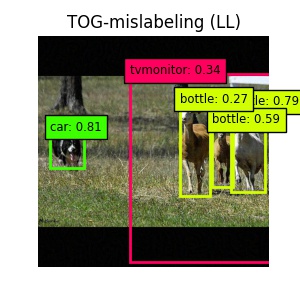 TOG-mislabeling (LL)
tvmonitor: 0.34
bottle: 0.27
le: 0.79
bottle: 0.59
car: 0.81